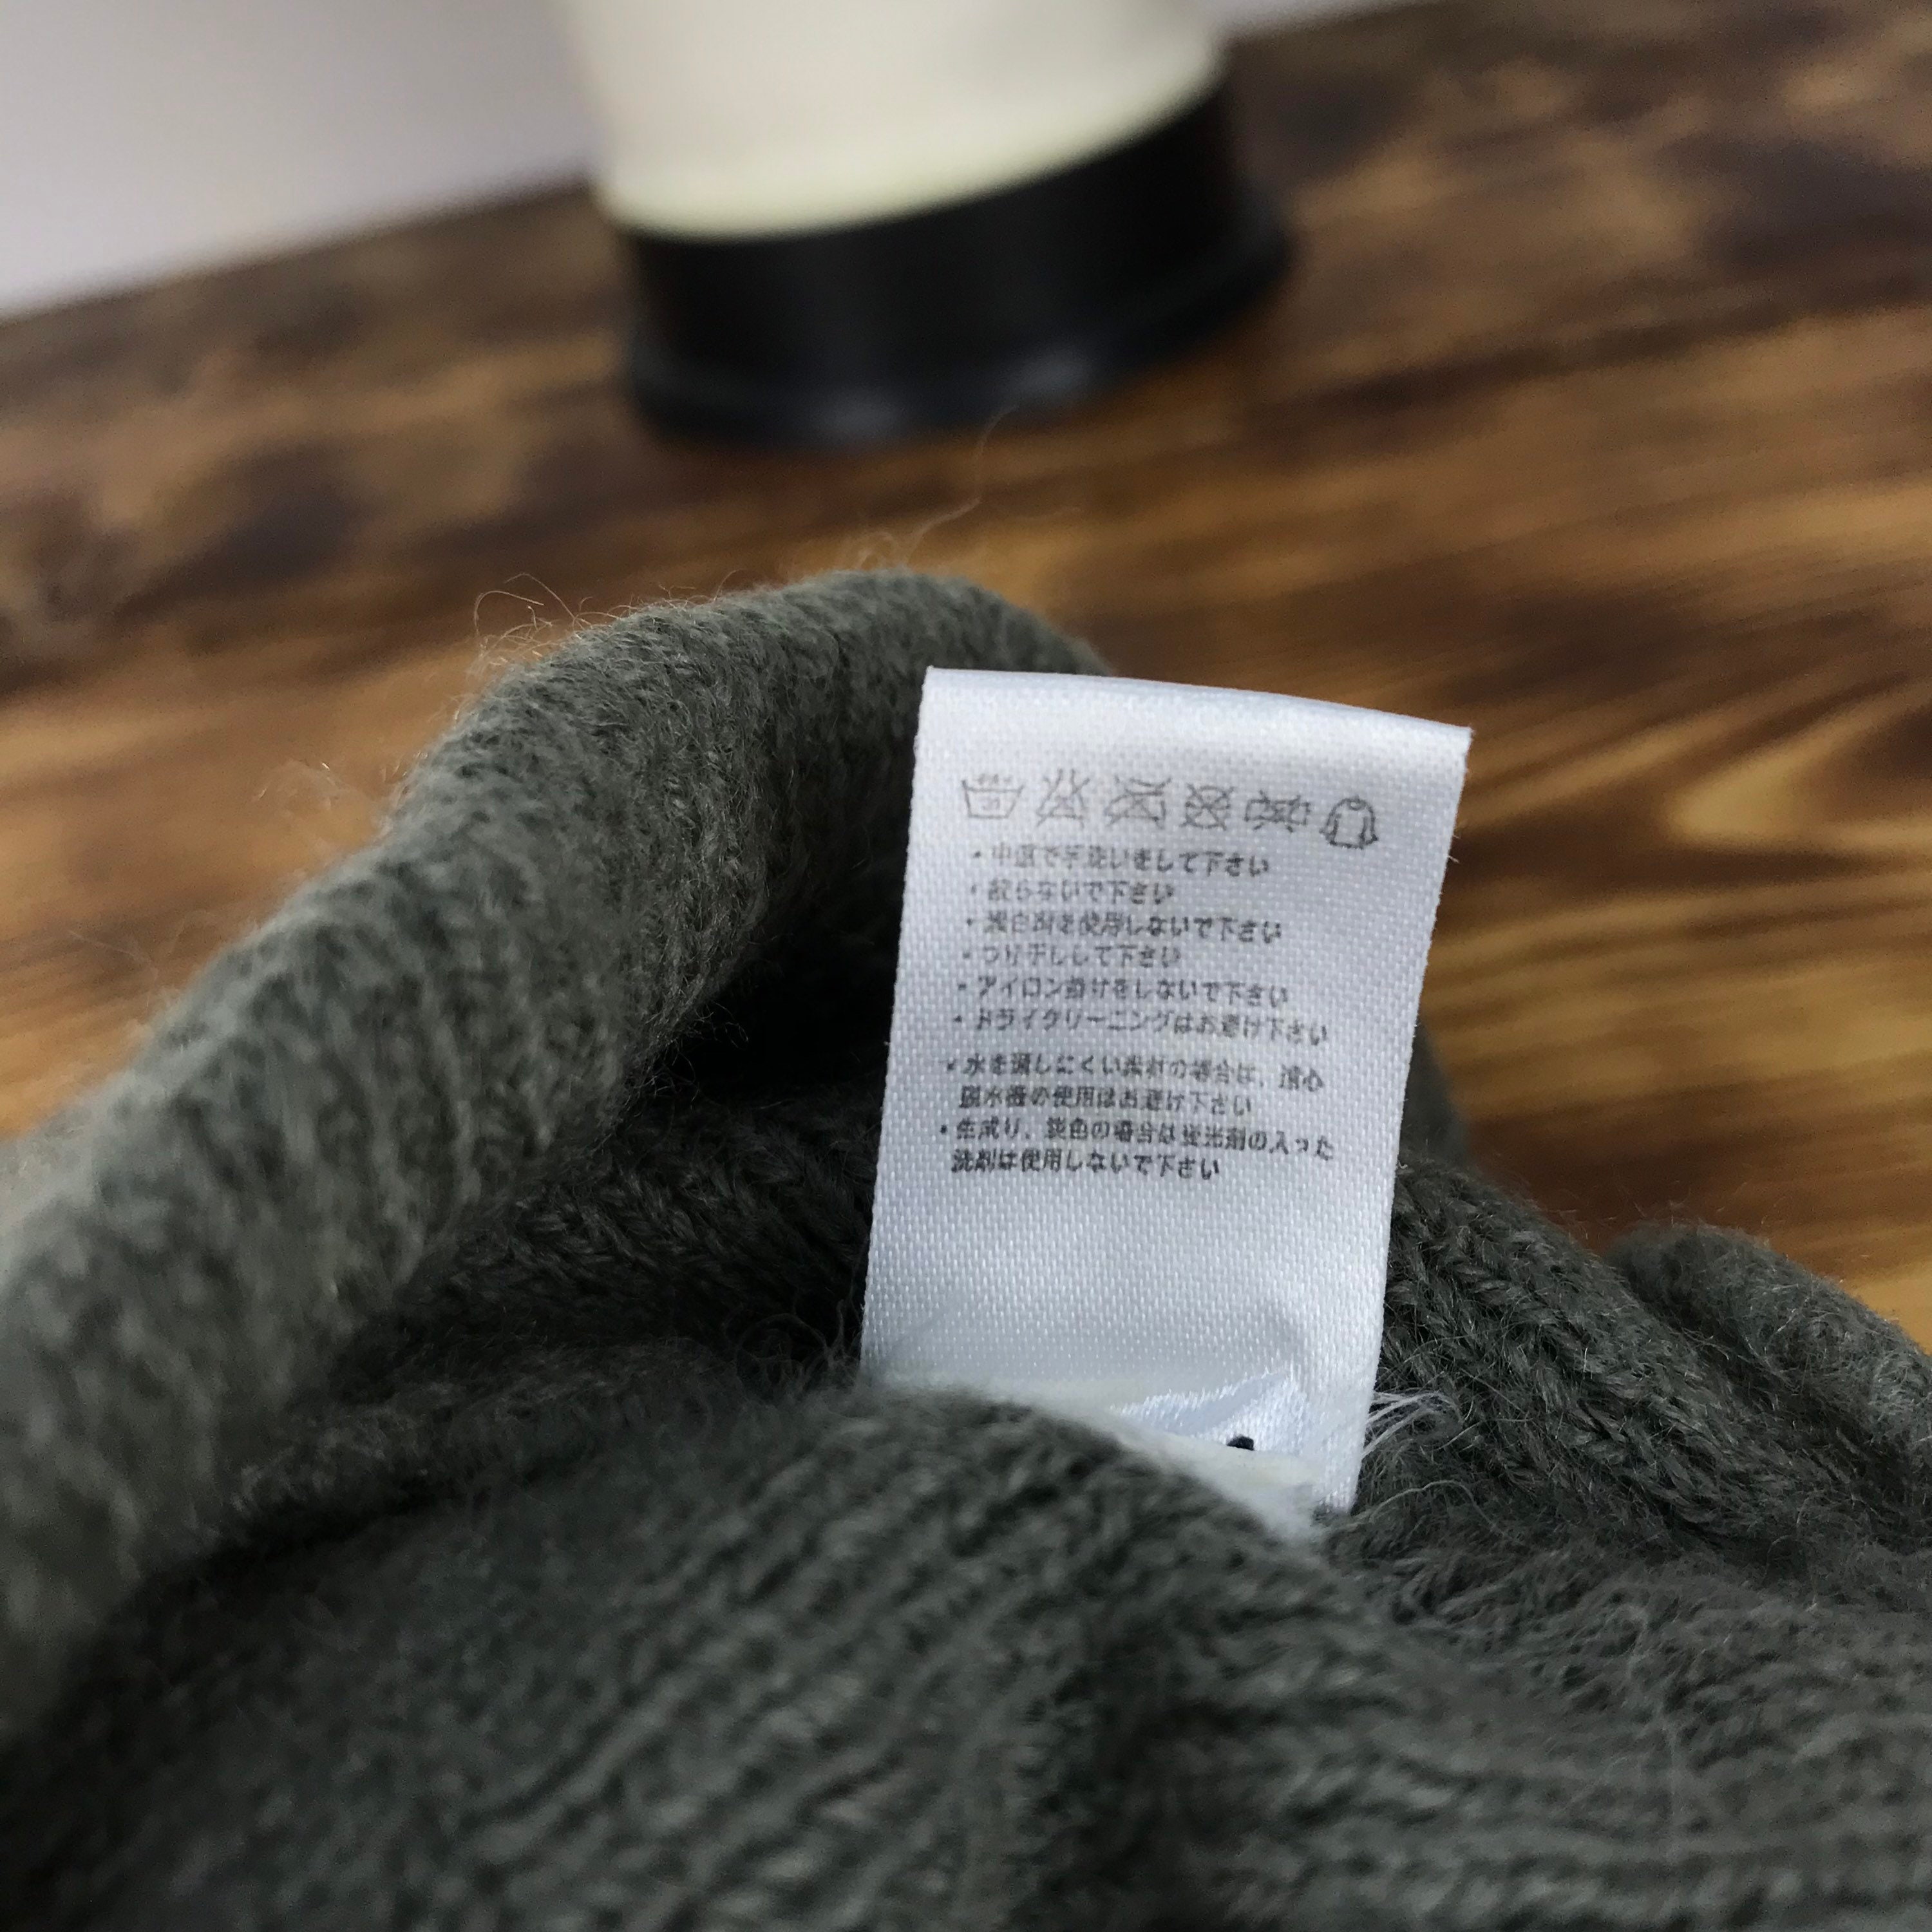 ・中温で手洗いをして下さい
・絞らないで下さい
・漂白剤を使用しないで下さい
・つり干しして下さい
・アイロン掛けをしないで下さい
・ドライクリーニングはお避け下さい
・水を通しにくい素材の場合は、遠心
脱水機の使用はお避け下さい
・生成り、淡色の場合は蛍光剤の入った
洗剤は使用しないで下さい